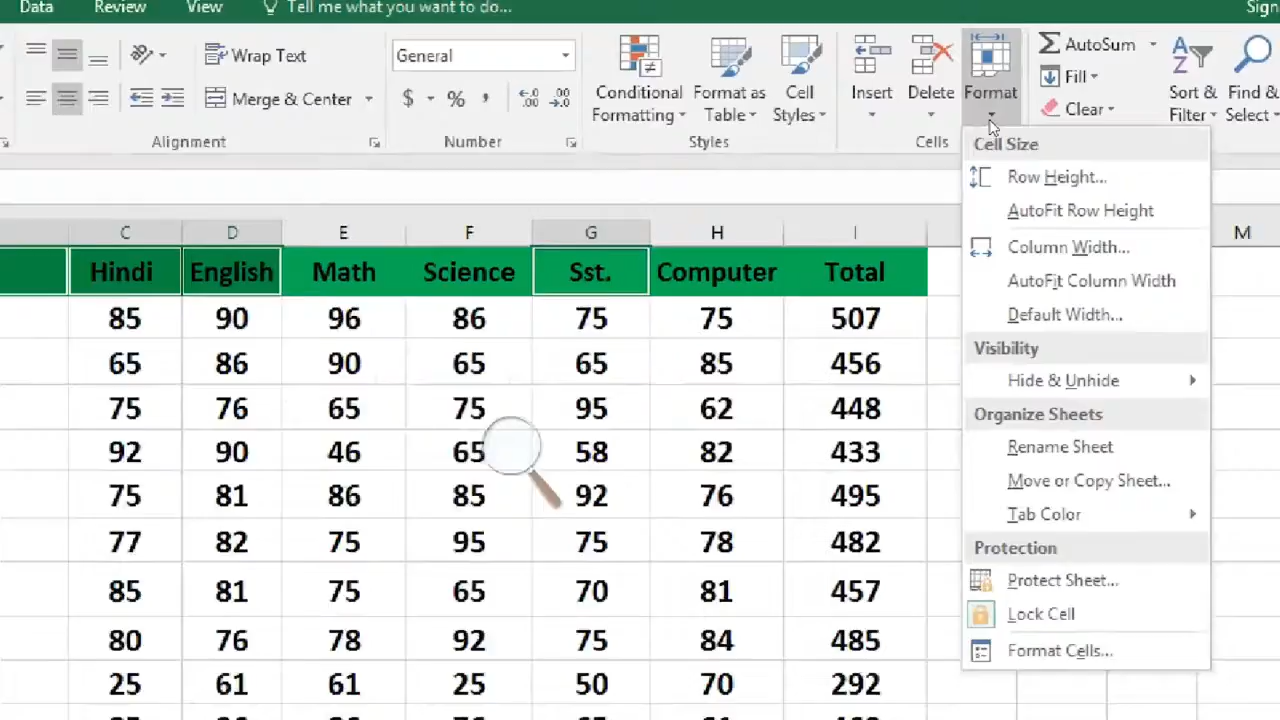 Data Review View Tell me what you want to do... Sign
Wrap Text General AutoSum
Merge & Center $ % , .0 .00 .00 .0 Conditional Formatting Format as Table Cell Styles Insert Delete Format Fill Sort & Filter Find & Select
Clear
Alignment Number Styles Cells
Cell Size
Row Height...
AutoFit Row Height
Column Width...
AutoFit Column Width
Default Width...
Visibility
Hide & Unhide
Organize Sheets
Rename Sheet
Move or Copy Sheet...
Tab Color
Protection
Protect Sheet...
Lock Cell
Format Cells...
C D E F G H I M
Hindi English Math Science Sst. Computer Total
85 90 96 86 75 75 507
65 86 90 65 65 85 456
75 76 65 75 95 62 448
92 90 46 65 58 82 433
75 81 86 85 92 76 495
77 82 75 95 75 78 482
85 81 75 65 70 81 457
80 76 78 92 75 84 485
25 61 61 25 50 70 292